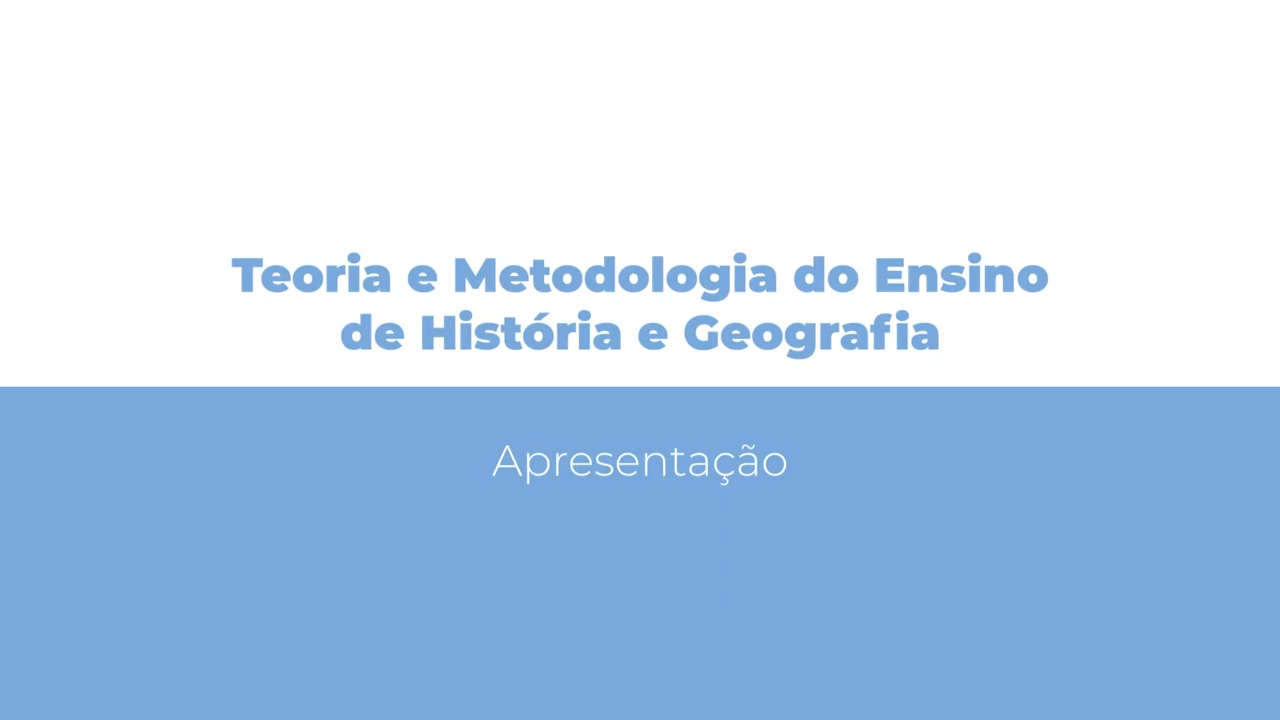 Teoria e Metodologia do Ensino
de História e Geografia
Apresentação